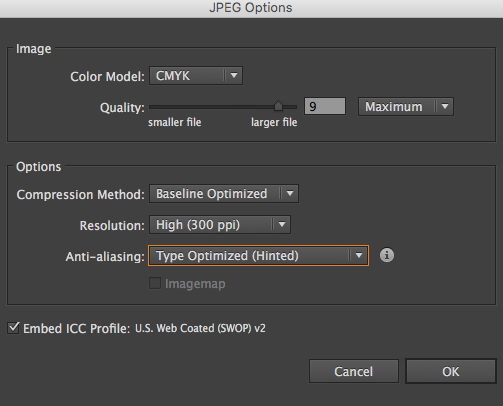 JPEG Options
Image
Color Model: CMYK
Quality: 9 Maximum
smaller file larger file
Options
Compression Method: Baseline Optimized
Resolution: High (300 ppi)
Anti-aliasing: Type Optimized (Hinted)
Imagemap
Embed ICC Profile: U.S. Web Coated (SWOP) v2
Cancel OK